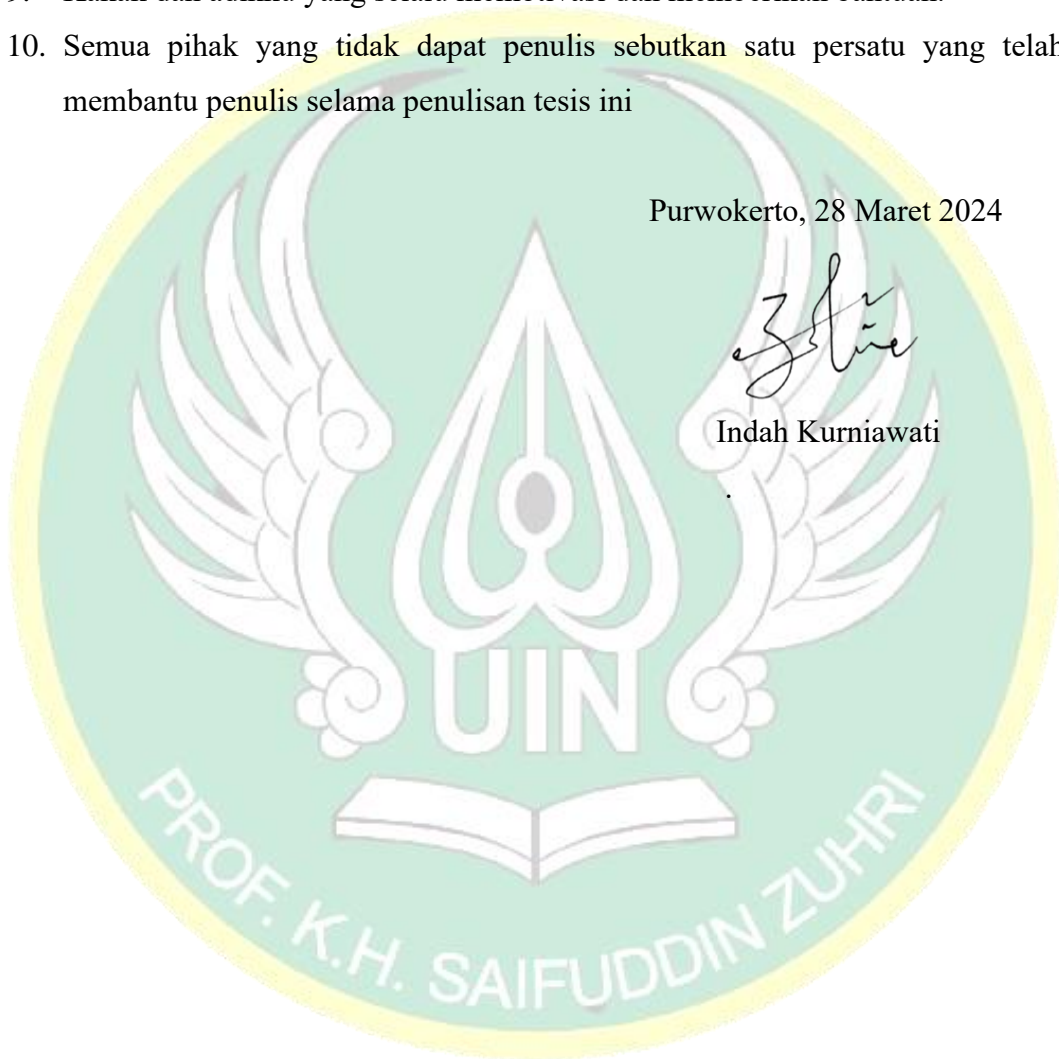 9.
10. Semua pihak yang tidak dapat penulis sebutkan satu persatu yang telah
membantu penulis selama penulisan tesis ini
Purwokerto, 28 Maret 2024
Indah Kurniawati
.
UIN
PROF. K.H. SAIFUDDIN ZUHRI